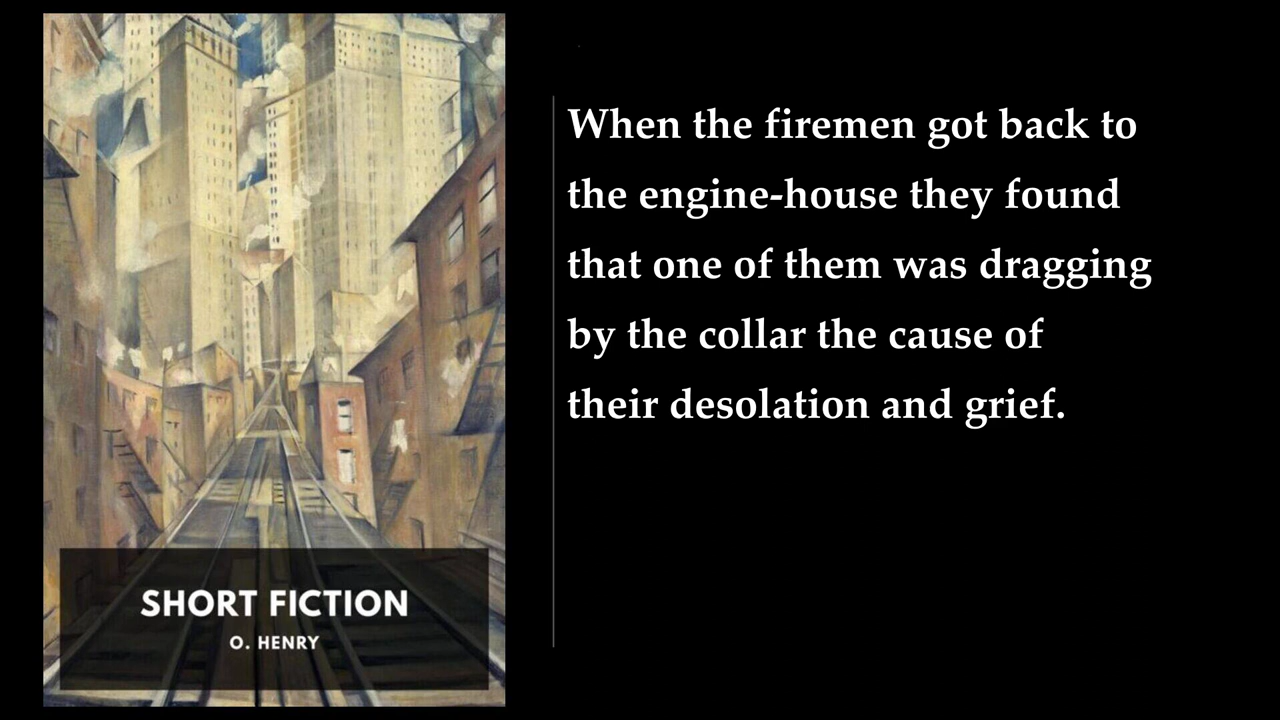 When the firemen got back to
the engine-house they found
that one of them was dragging
by the collar the cause of
their desolation and grief.
SHORT FICTION
O. HENRY